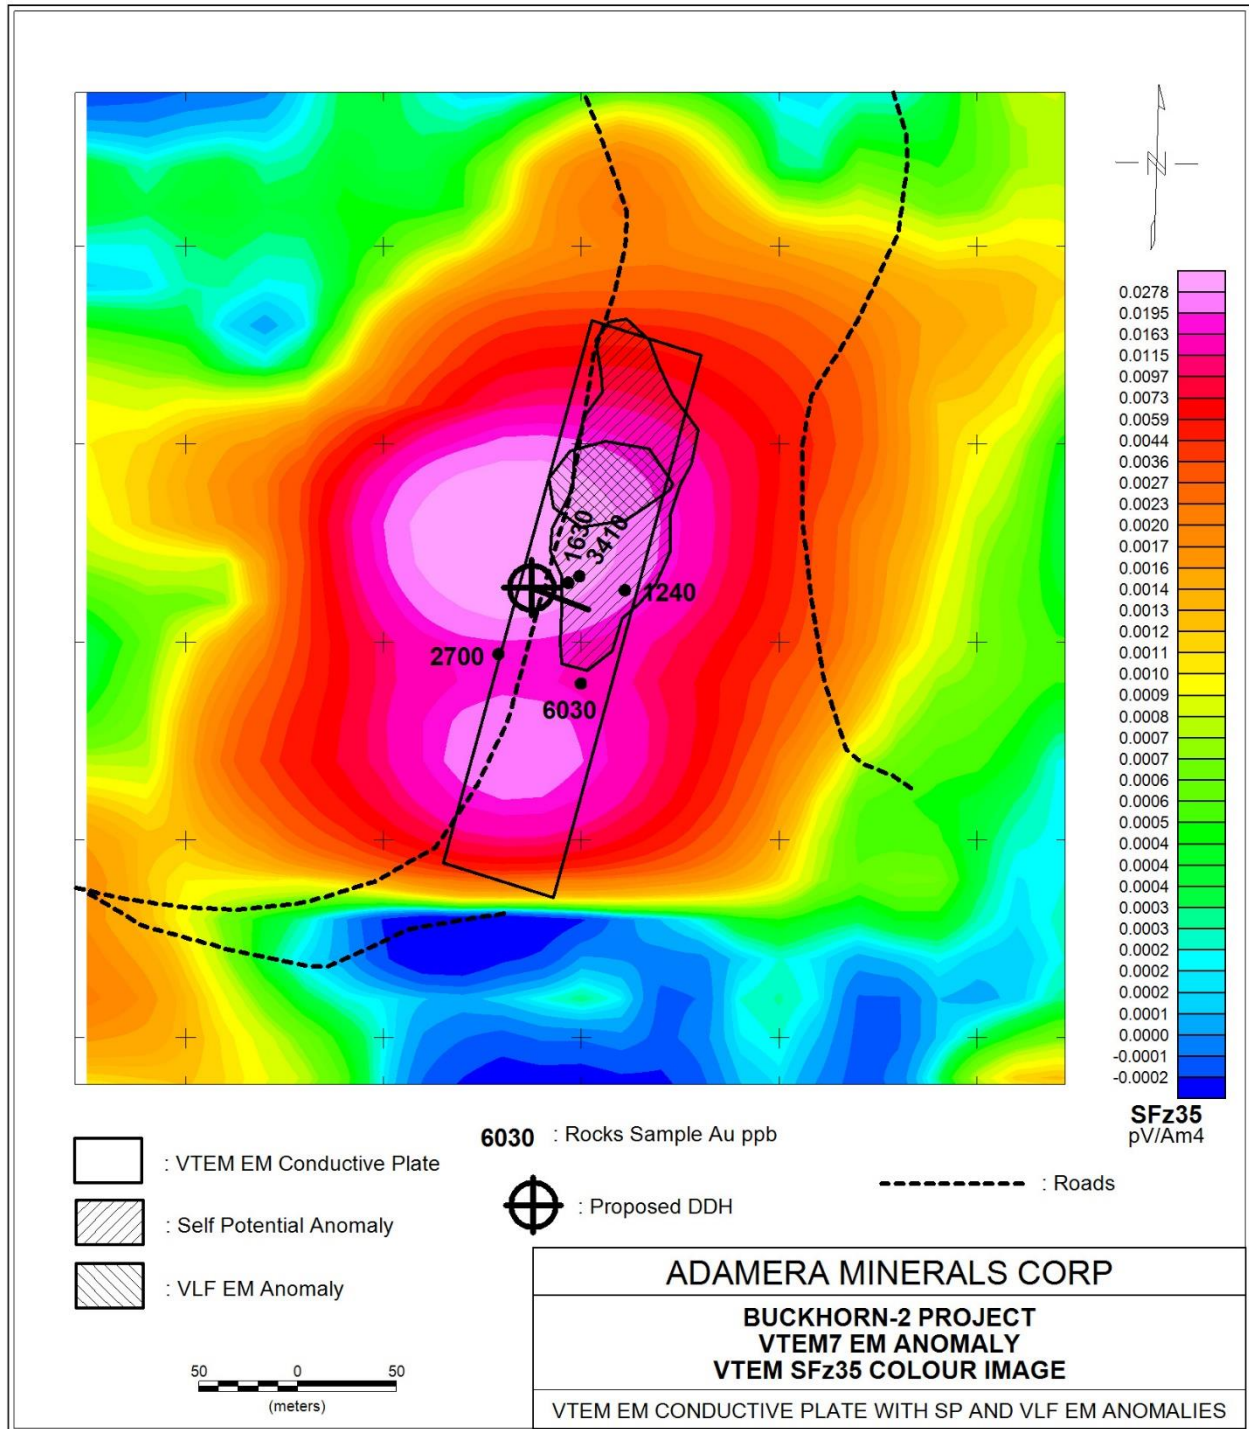 N
1630
3410
1240
2700
6030
0.0278
0.0195
0.0163
0.0115
0.0097
0.0073
0.0059
0.0044
0.0036
0.0027
0.0023
0.0020
0.0017
0.0016
0.0014
0.0013
0.0012
0.0011
0.0010
0.0009
0.0008
0.0007
0.0007
0.0006
0.0006
0.0005
0.0004
0.0004
0.0003
0.0003
0.0002
0.0002
0.0002
0.0001
0.0000
-0.0001
-0.0002
SFz35
pV/Am4
: VTEM EM Conductive Plate
: Self Potential Anomaly
: VLF EM Anomaly
6030 : Rocks Sample Au ppb
: Proposed DDH
: Roads
50 0 50
(meters)
ADAMERA MINERALS CORP
BUCKHORN-2 PROJECT
VTEM7 EM ANOMALY
VTEM SFz35 COLOUR IMAGE
VTEM EM CONDUCTIVE PLATE WITH SP AND VLF EM ANOMALIES